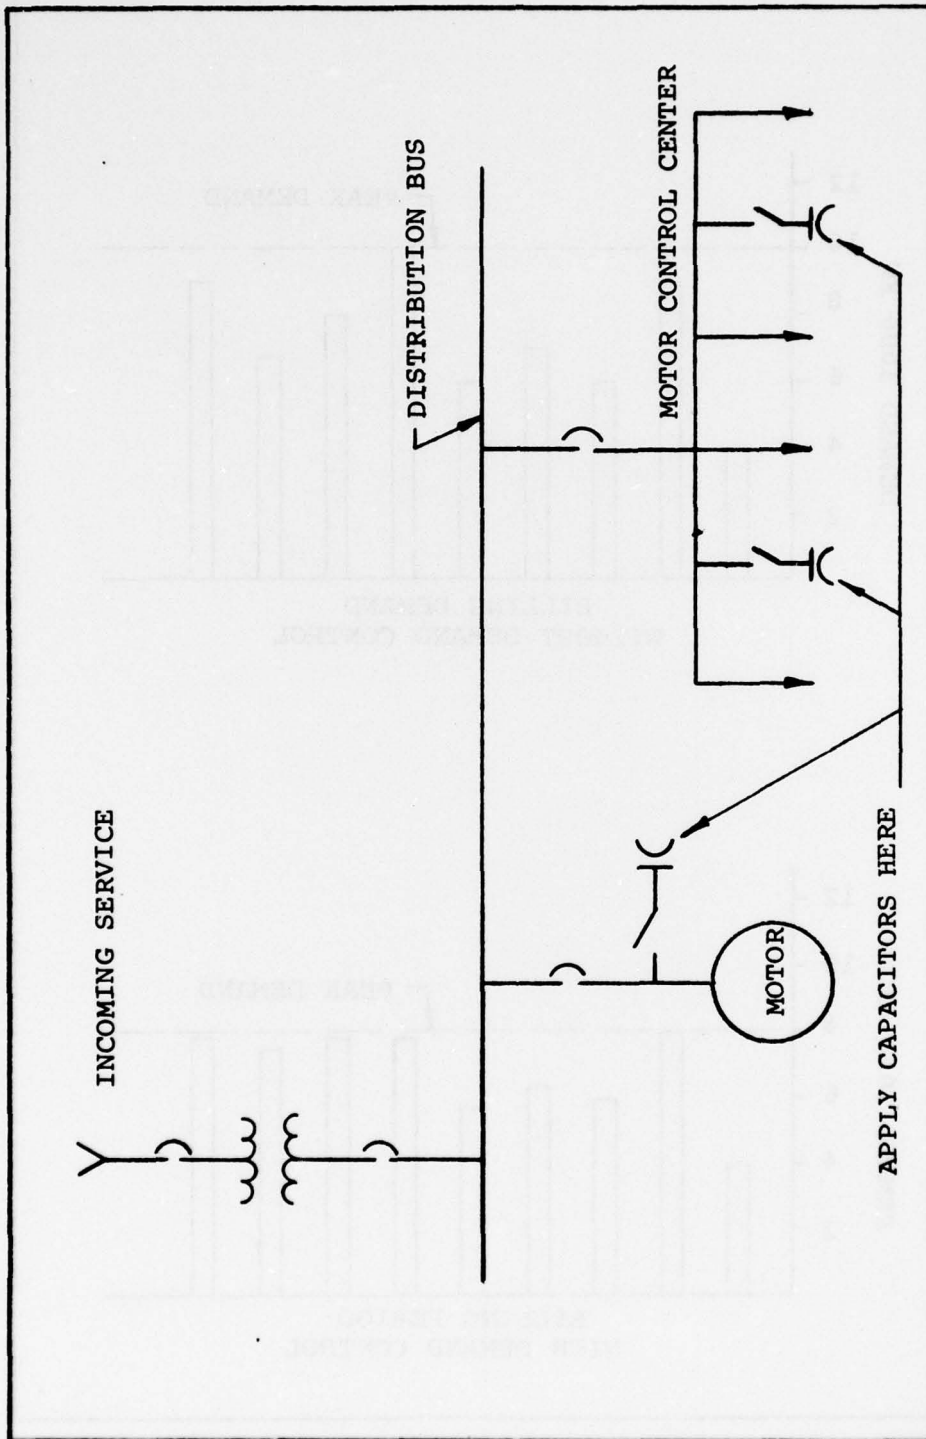 INCOMING SERVICE
DISTRIBUTION BUS
MOTOR CONTROL CENTER
MOTOR
APPLY CAPACITORS HERE